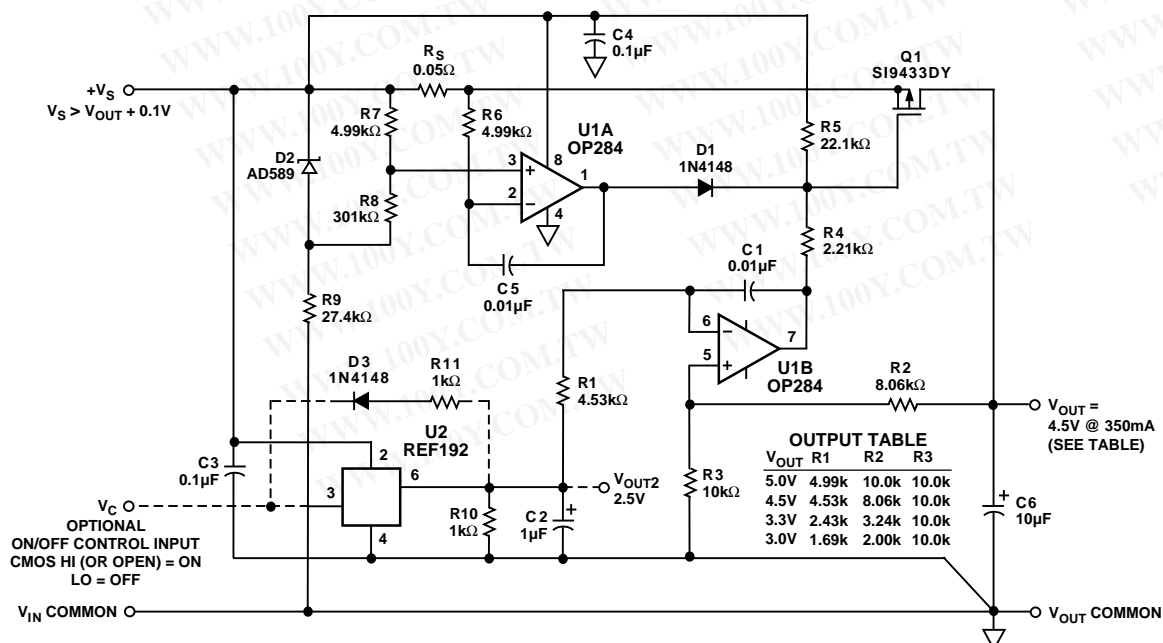 WWW.100Y.COM.TW
C4
0.1µF
+VS
VS > VOUT + 0.1V
RS
0.05Ω
Q1
SI9433DY
R7
4.99kΩ
R6
4.99kΩ
U1A
OP284
3
2
8
1
4
D1
1N4148
R5
22.1kΩ
D2
AD589
R8
301kΩ
C5
0.01µF
R4
2.21kΩ
C1
0.01µF
R9
27.4kΩ
6
5
7
U1B
OP284
D3
1N4148
R11
1kΩ
R1
4.53kΩ
R2
8.06kΩ
VOUT =
4.5V @ 350mA
(SEE TABLE)
U2
REF192
C3
0.1µF
2
3
6
4
VOUT2
2.5V
R3
10kΩ
OUTPUT TABLE
VOUT R1 R2 R3
5.0V 4.99k 10.0k 10.0k
4.5V 4.53k 8.06k 10.0k
3.3V 2.43k 3.24k 10.0k
3.0V 1.69k 2.00k 10.0k
C6
10µF
VC
OPTIONAL
ON/OFF CONTROL INPUT
CMOS HI (OR OPEN) = ON
LO = OFF
R10
1kΩ
C2
1µF
VIN COMMON
VOUT COMMON